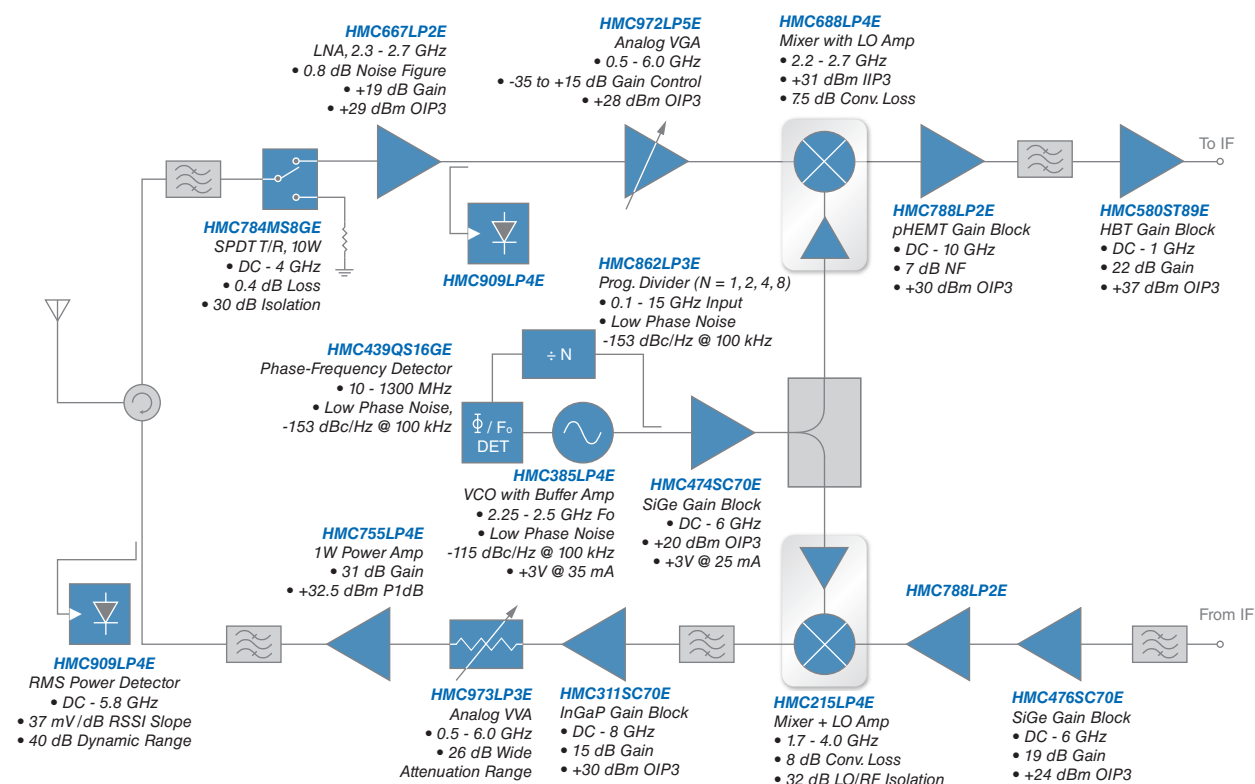 HMC667LP2E
LNA, 2.3 - 2.7 GHz
• 0.8 dB Noise Figure
• +19 dB Gain
• +29 dBm OIP3
HMC972LP5E
Analog VGA
• 0.5 - 6.0 GHz
• -35 to +15 dB Gain Control
• +28 dBm OIP3
HMC688LP4E
Mixer with LO Amp
• 2.2 - 2.7 GHz
• +31 dBm IIP3
• 7.5 dB Conv. Loss
To IF
HMC784MS8GE
SPDT T/R, 10W
• DC - 4 GHz
• 0.4 dB Loss
• 30 dB Isolation
HMC909LP4E
HMC788LP2E
pHEMT Gain Block
• DC - 10 GHz
• 7 dB NF
• +30 dBm OIP3
HMC580ST89E
HBT Gain Block
• DC - 1 GHz
• 22 dB Gain
• +37 dBm OIP3
HMC862LP3E
Prog. Divider (N = 1, 2, 4, 8)
• 0.1 - 15 GHz Input
• Low Phase Noise
-153 dBc/Hz @ 100 kHz
HMC439QS16GE
Phase-Frequency Detector
• 10 - 1300 MHz
• Low Phase Noise,
-153 dBc/Hz @ 100 kHz
÷ N
Φ / Fo
DET
HMC385LP4E
VCO with Buffer Amp
• 2.25 - 2.5 GHz Fo
• Low Phase Noise
-115 dBc/Hz @ 100 kHz
• +3V @ 35 mA
HMC474SC70E
SiGe Gain Block
• DC - 6 GHz
• +20 dBm OIP3
• +3V @ 25 mA
HMC755LP4E
1W Power Amp
• 31 dB Gain
• +32.5 dBm P1dB
HMC788LP2E
From IF
HMC909LP4E
RMS Power Detector
• DC - 5.8 GHz
• 37 mV/dB RSSI Slope
• 40 dB Dynamic Range
HMC973LP3E
Analog VVA
• 0.5 - 6.0 GHz
• 26 dB Wide
Attenuation Range
HMC311SC70E
InGaP Gain Block
• DC - 8 GHz
• 15 dB Gain
• +30 dBm OIP3
HMC215LP4E
Mixer + LO Amp
• 1.7 - 4.0 GHz
• 8 dB Conv. Loss
• 32 dB LO/RF Isolation
HMC476SC70E
SiGe Gain Block
• DC - 6 GHz
• 19 dB Gain
• +24 dBm OIP3